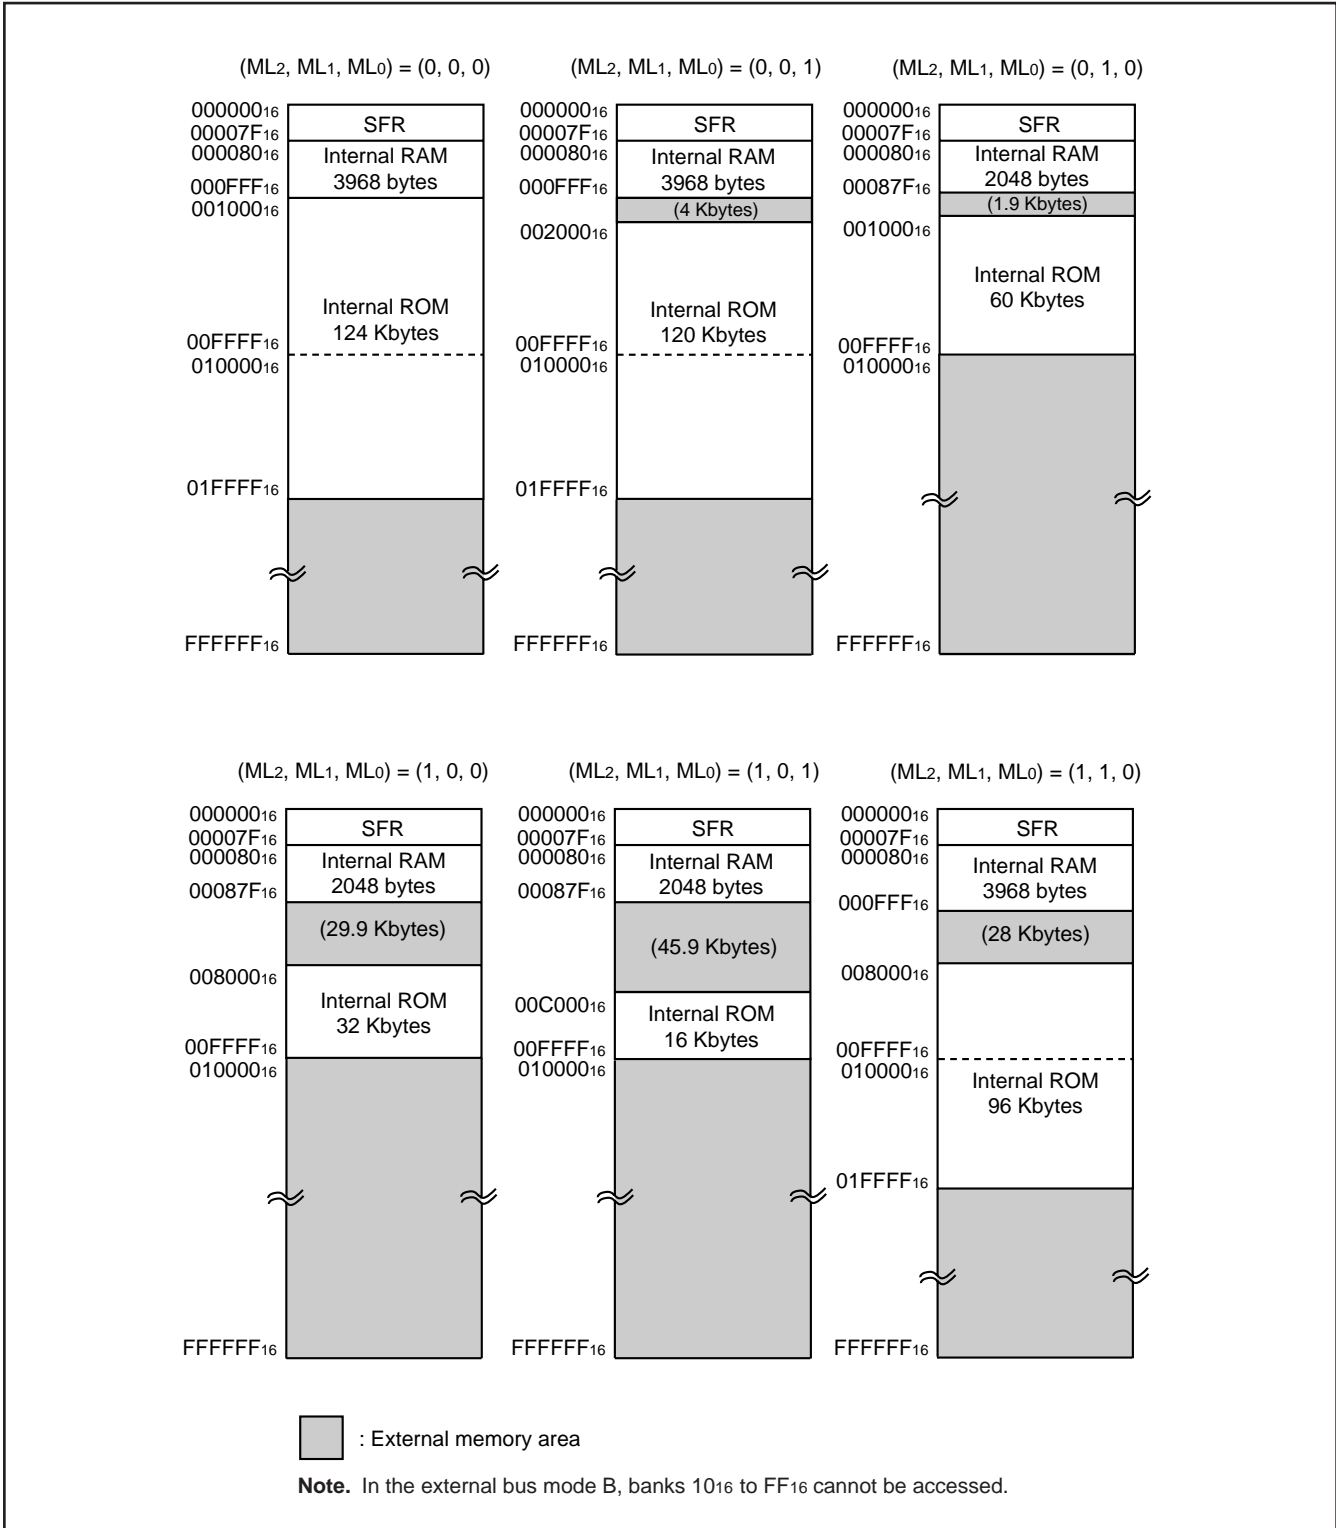 (ML2, ML1, ML0) = (0, 0, 0)
00000016
00007F16
00008016
000FFF16
00100016
00FFFF16
01000016
01FFFF16
FFFFFF16
SFR
Internal RAM
3968 bytes
Internal ROM
124 Kbytes
(ML2, ML1, ML0) = (0, 0, 1)
00000016
00007F16
00008016
000FFF16
00200016
00FFFF16
01000016
01FFFF16
FFFFFF16
SFR
Internal RAM
3968 bytes
(4 Kbytes)
Internal ROM
120 Kbytes
(ML2, ML1, ML0) = (0, 1, 0)
00000016
00007F16
00008016
00087F16
00100016
00FFFF16
01000016
FFFFFF16
SFR
Internal RAM
2048 bytes
(1.9 Kbytes)
Internal ROM
60 Kbytes
(ML2, ML1, ML0) = (1, 0, 0)
00000016
00007F16
00008016
00087F16
00800016
00FFFF16
01000016
FFFFFF16
SFR
Internal RAM
2048 bytes
(29.9 Kbytes)
Internal ROM
32 Kbytes
(ML2, ML1, ML0) = (1, 0, 1)
00000016
00007F16
00008016
00087F16
00C00016
00FFFF16
01000016
FFFFFF16
SFR
Internal RAM
2048 bytes
(45.9 Kbytes)
Internal ROM
16 Kbytes
(ML2, ML1, ML0) = (1, 1, 0)
00000016
00007F16
00008016
000FFF16
00800016
00FFFF16
01000016
01FFFF16
FFFFFF16
SFR
Internal RAM
3968 bytes
(28 Kbytes)
Internal ROM
96 Kbytes
: External memory area
Note. In the external bus mode B, banks 1016 to FF16 cannot be accessed.